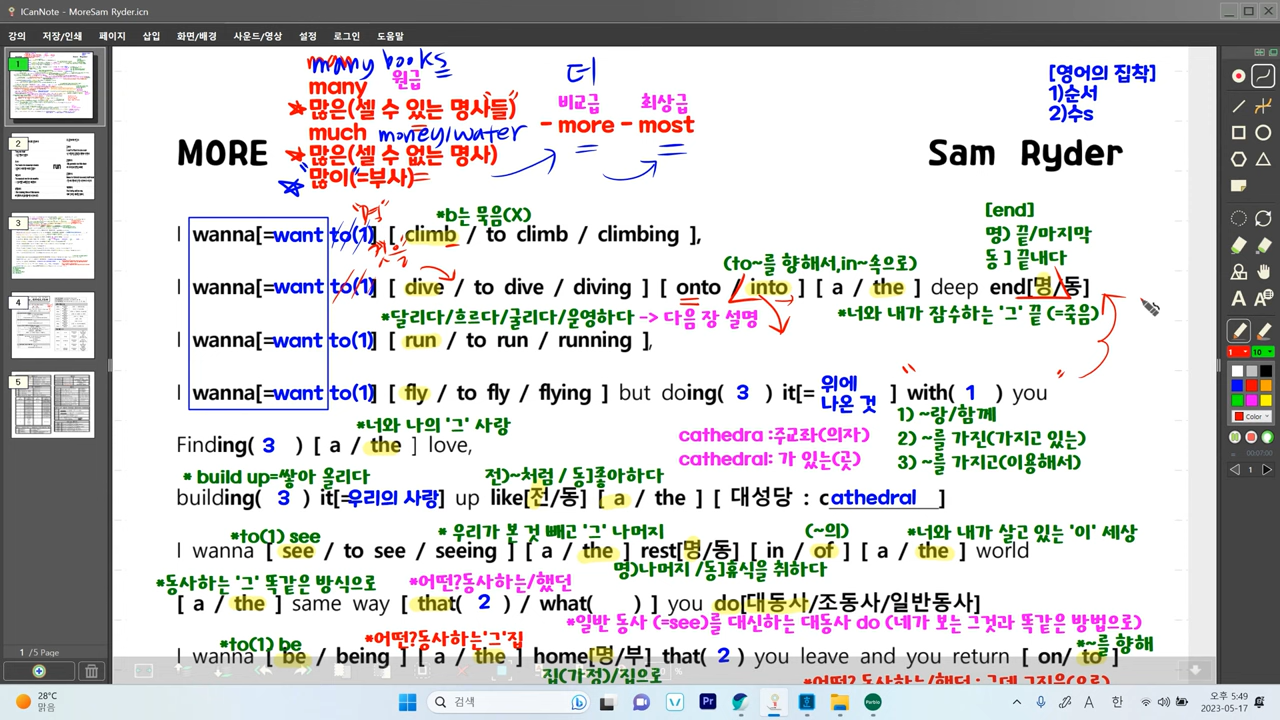 ICanNote - MoreSam Ryder.icn
강의 저장/인쇄 페이지 삽입 화면/배경 사운드/영상 설정 로그인 도움말
many books
원급
many
많은(셀 수 있는 명사들)
much money/water
많은(셀 수 없는 명사)
많이(=부사)
더
비교급 최상급
- more - most
[영어의 집착]
1)순서
2)수s
MORE Sam Ryder
*b는 묵음(X)
[end]
명) 끝/마지막
동 ] 끝내다
I wanna[=want to(1)] [ climb / to climb / climbing ],
(to~를 향해서,in~속으로)
I wanna[=want to(1)] [ dive / to dive / diving ] [ onto / into ] [ a / the ] deep end[명/동]
*달리다/흐르다/굴리다/운영하다 -> 다음 장 설명
*너와 내가 잠수하는 '그' 끝 (=죽음)
I wanna[=want to(1)] [ run / to run / running ],
I wanna[=want to(1)] [ fly / to fly / flying ] but doing( 3 ) it[= 위에 나온 것 ] with( 1 ) you
*너와 나의 '그' 사랑
1) ~랑/함께
2) ~를 가진(가지고 있는)
3) ~를 가지고(이용해서)
cathedra :주교좌(의자)
cathedral: 가 있는(곳)
Finding( 3 ) [ a / the ] love,
* build up=쌓아 올리다
전)~처럼 / 동)좋아하다
building( 3 ) it[=우리의 사랑] up like[전/동] [ a / the ] [ 대성당 : cathedral ]
*to(1) see
* 우리가 본 것 빼고 '그' 나머지
(~의)
*너와 내가 살고 있는 '이' 세상
I wanna [ see / to see / seeing ] [ a / the ] rest[명/동] [ in / of ] [ a / the ] world
명)나머지 /동]휴식을 취하다
*동사하는 '그' 똑같은 방식으로
*어떤?동사하는/했던
[ a / the ] same way [ that( 2 ) / what( ) ] you do[대동사/조동사/일반동사]
*일반 동사 (=see)를 대신하는 대동사 do (네가 보는 그것과 똑같은 방법으로)
*to(1) be
*어떤?동사하는'그'집
*~를 향해
I wanna [ be / being ] [ a / the ] home[명/부] that( 2 ) you leave and you return [ on/ to ]
집(가정)/집으로
1 / 5 Page
28°C
맑음
검색
오후 5:49
2023-05-17